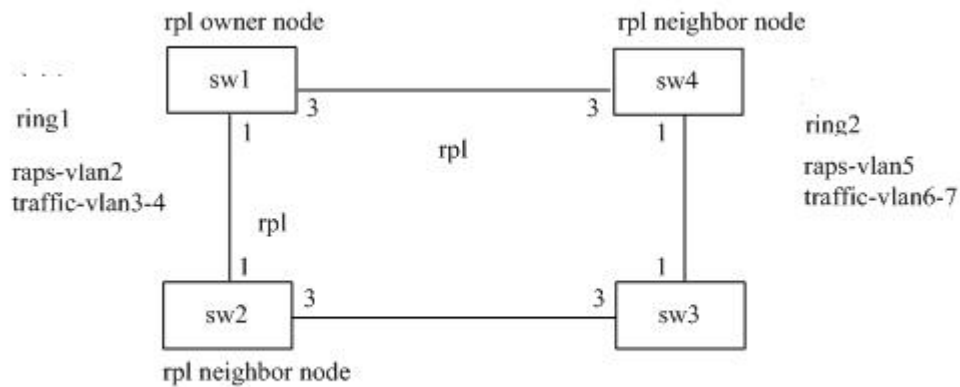 rpl owner node
rpl neighbor node
sw1
sw4
. . .
3
3
ring1
1
1
ring2
rpl
raps-vlan2
raps-vlan5
traffic-vlan3-4
traffic-vlan6-7
rpl
1
1
3
3
sw2
sw3
rpl neighbor node